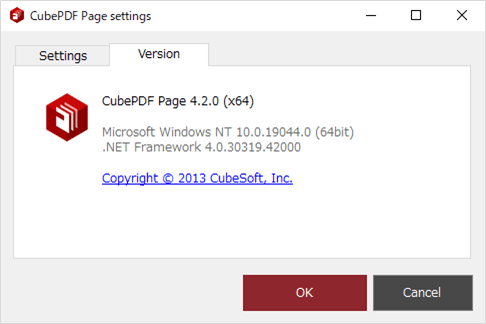 CubePDF Page settings
Settings
Version
CubePDF Page 4.2.0 (x64)
Microsoft Windows NT 10.0.19044.0 (64bit)
.NET Framework 4.0.30319.42000
Copyright © 2013 CubeSoft, Inc.
OK
Cancel